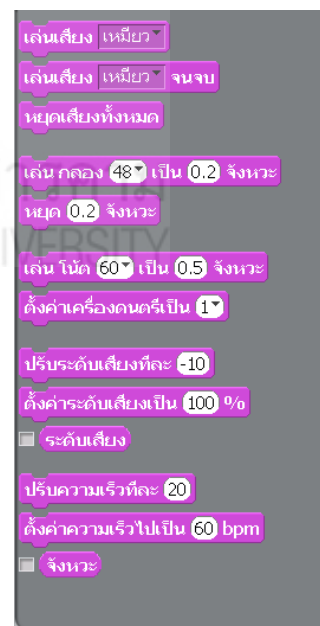 เล่นเสียง เหมียว
เล่นเสียง เหมียว จนจบ
หยุดเสียงทั้งหมด
เล่น กลอง 48 เป็น 0.2 จังหวะ
หยุด 0.2 จังหวะ
เล่น โน้ต 60 เป็น 0.5 จังหวะ
ตั้งค่าเครื่องดนตรีเป็น 1
ปรับระดับเสียงทีละ -10
ตั้งค่าระดับเสียงเป็น 100 %
ระดับเสียง
ปรับความเร็วทีละ 20
ตั้งค่าความเร็วไปเป็น 60 bpm
จังหวะ